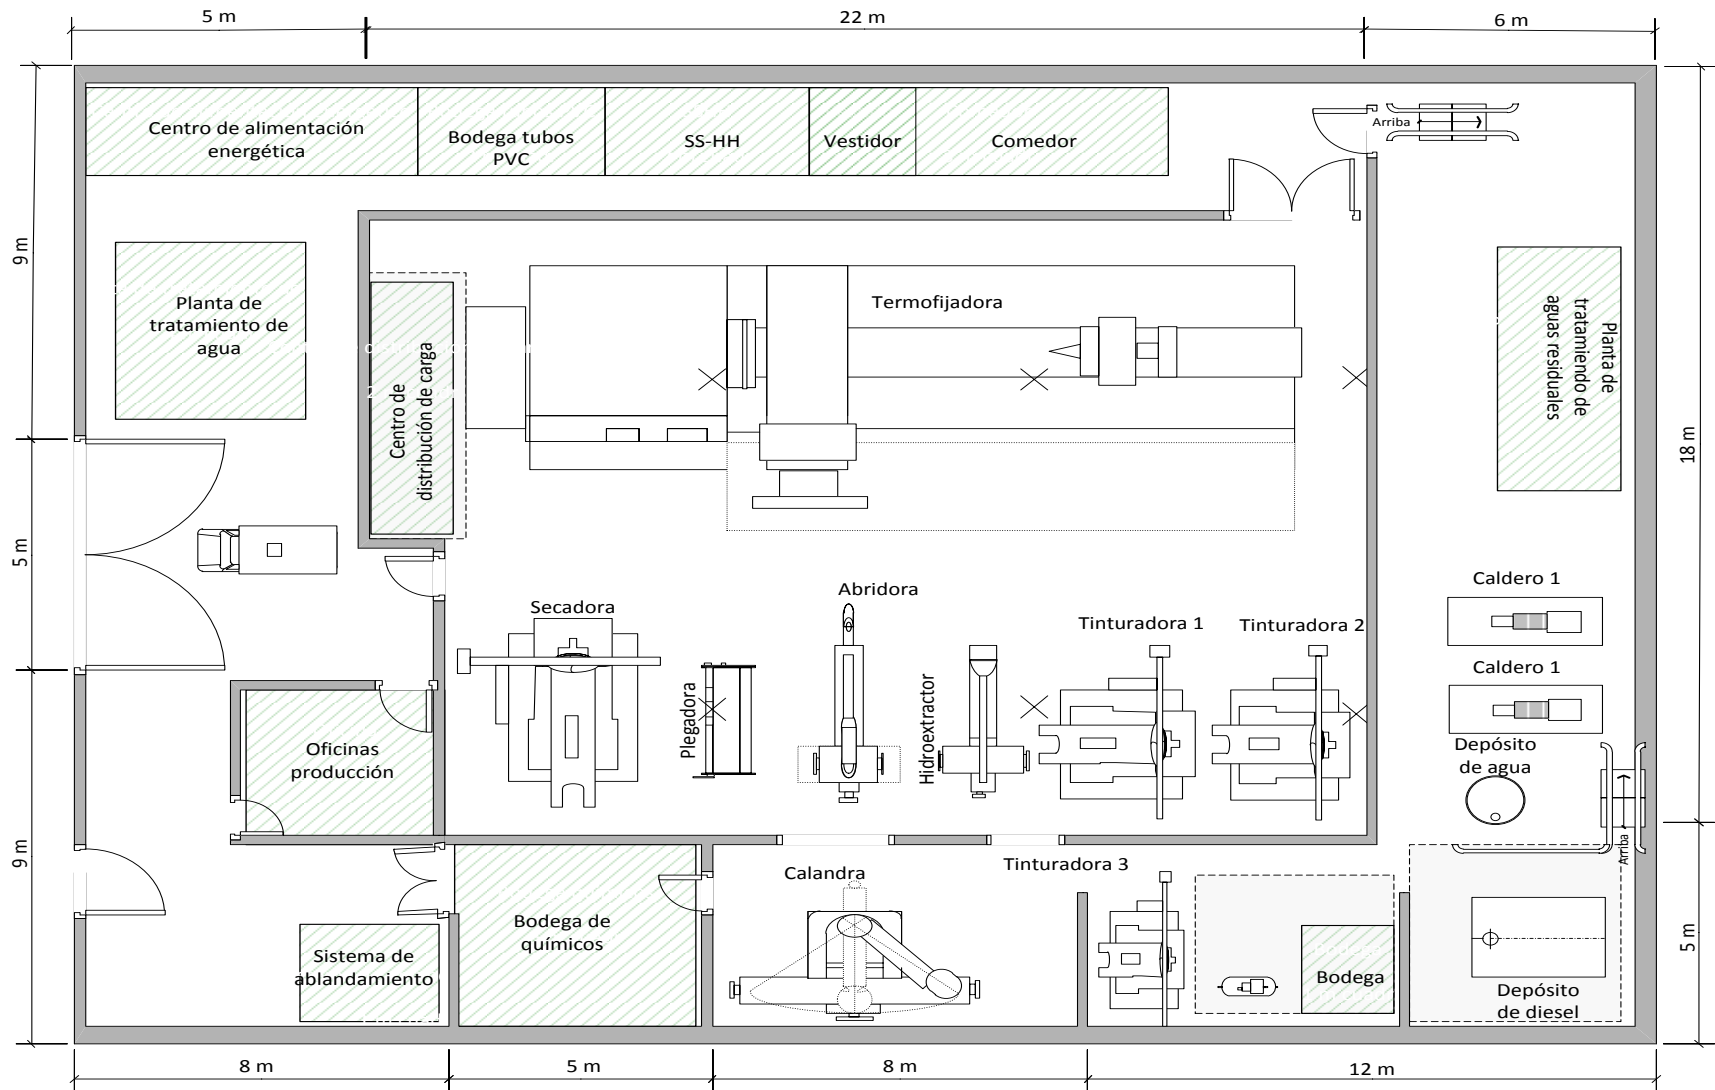 5 m
22 m
6 m
Centro de alimentación
energética
Bodega tubos
PVC
SS-HH
Vestidor
Comedor
Arriba
9 m
Planta de
tratamiento de
agua
Centro de
distribución de carga
Termofijadora
Planta de
tratamiendo de
aguas residuales
18 m
5 m
Secadora
Abridora
Tinturadora 1
Tinturadora 2
Caldero 1
Caldero 1
Plegadora
Hidroextractor
Oficinas
producción
Depósito
de agua
Arriba
9 m
Calandra
Tinturadora 3
Bodega de
químicos
Sistema de
ablandamiento
Bodega
Depósito
de diesel
5 m
8 m
5 m
8 m
12 m